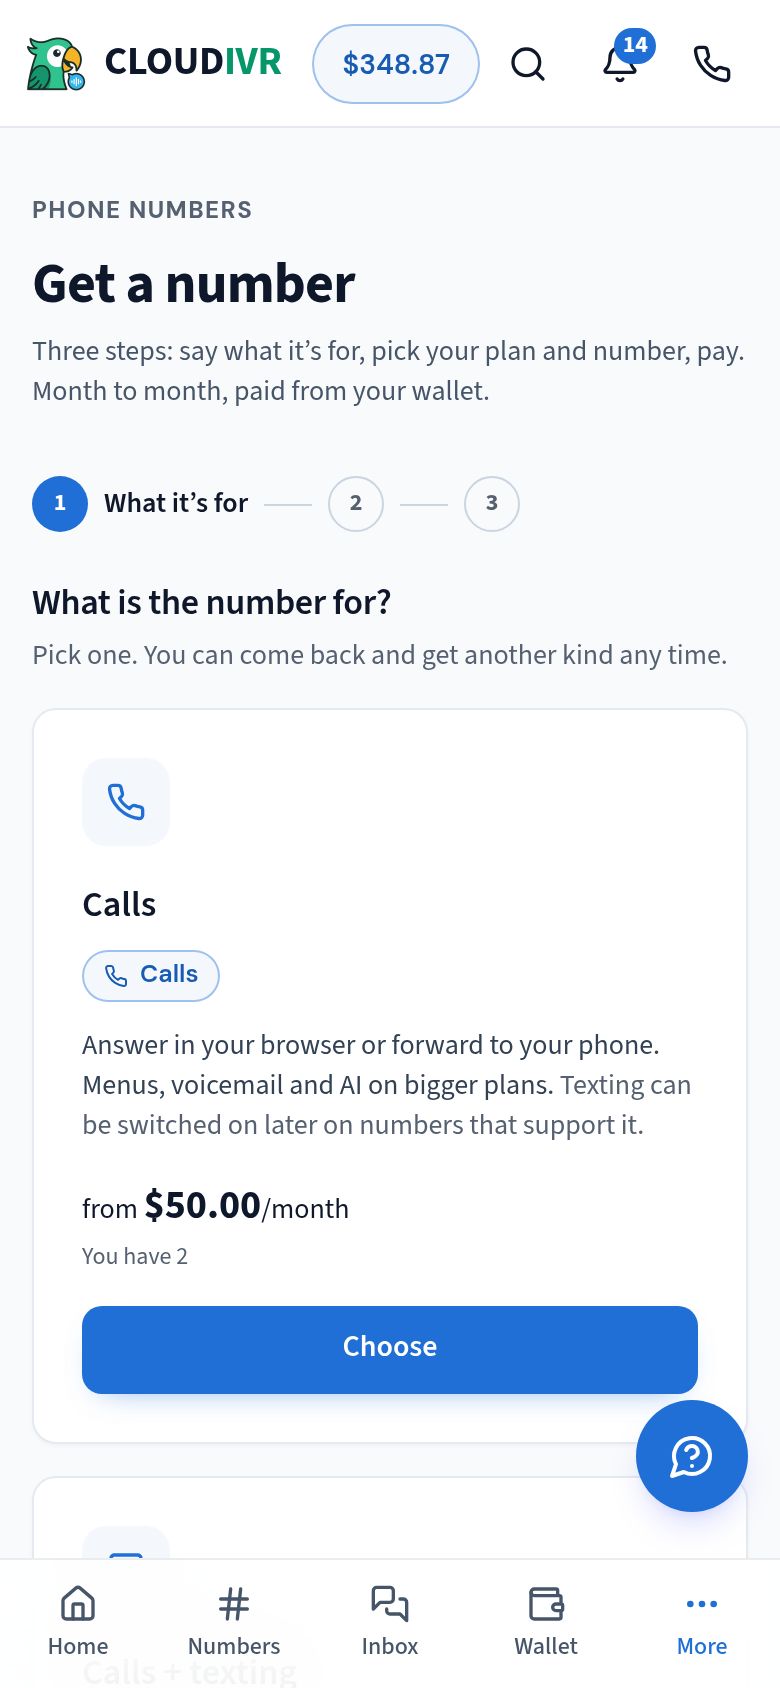 CLOUDIVR
$348.87
14
PHONE NUMBERS
Get a number
Three steps: say what it’s for, pick your plan and number, pay.
Month to month, paid from your wallet.
1 What it’s for 2 3
What is the number for?
Pick one. You can come back and get another kind any time.
Calls
Calls
Answer in your browser or forward to your phone.
Menus, voicemail and AI on bigger plans. Texting can
be switched on later on numbers that support it.
from $50.00/month
You have 2
Choose
Home Numbers Inbox Wallet More
Calls + texting